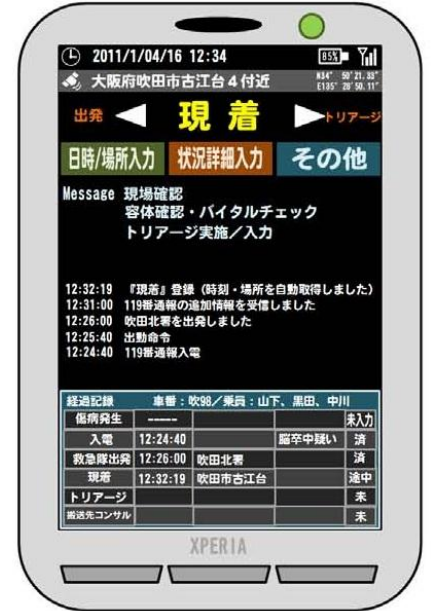 2011/1/04/16 12:34 85%
大阪府吹田市古江台4付近 N34° 50'21.33"
E135° 28'50.11"
出発 現着 トリアージ
日時/場所入力 状況詳細入力 その他
Message 現場確認
容体確認・バイタルチェック
トリアージ実施／入力
12:32:19 『現着』登録（時刻・場所を自動取得しました）
12:31:00 119番通報の追加情報を受信しました
12:26:00 吹田北署を出発しました
12:25:40 出動命令
12:24:40 119番通報入電
経過記録 車番：吹98／乗員：山下、黒田、中川
傷病発生 ----- 未入力
入電 12:24:40 脳卒中疑い 済
救急隊出発 12:26:00 吹田北署 済
現着 12:32:19 吹田市古江台 途中
トリアージ 未
搬送先コンサル 未
XPERIA